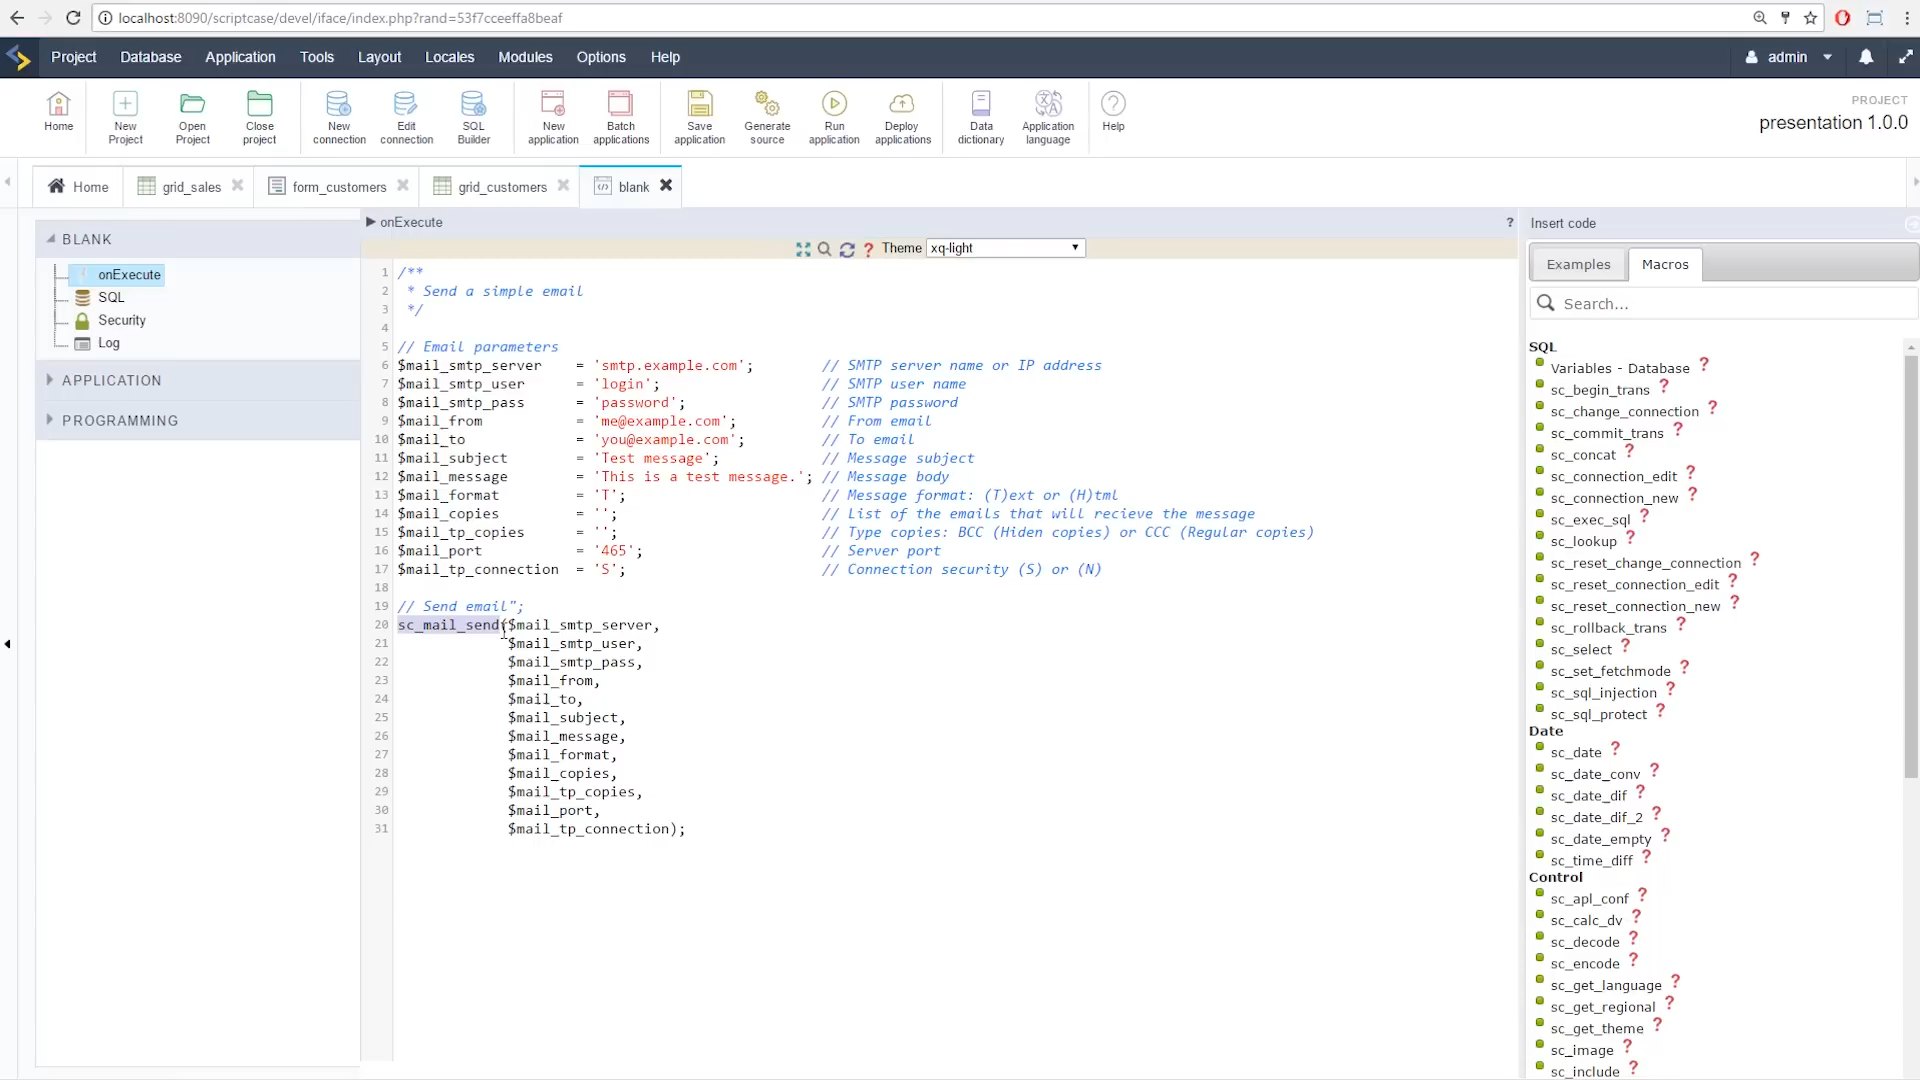 localhost:8090/scriptcase/devel/iface/index.php?rand=53f7cceeffa8beaf
Project Database Application Tools Layout Locales Modules Options Help admin
Home
New Project
Open Project
Close project
New connection
Edit connection
SQL Builder
New application
Batch applications
Save application
Generate source
Run application
Deploy applications
Data dictionary
Application language
Help
PROJECT
presentation 1.0.0
Home grid_sales form_customers grid_customers blank
BLANK
onExecute
SQL
Security
Log
APPLICATION
PROGRAMMING
onExecute ?
? Theme xq-light
1 /**
2 * Send a simple email
3 */
4
5 // Email parameters
6 $mail_smtp_server = 'smtp.example.com'; // SMTP server name or IP address
7 $mail_smtp_user = 'login'; // SMTP user name
8 $mail_smtp_pass = 'password'; // SMTP password
9 $mail_from = 'me@example.com'; // From email
10 $mail_to = 'you@example.com'; // To email
11 $mail_subject = 'Test message'; // Message subject
12 $mail_message = 'This is a test message.'; // Message body
13 $mail_format = 'T'; // Message format: (T)ext or (H)tml
14 $mail_copies = ''; // List of the emails that will recieve the message
15 $mail_tp_copies = ''; // Type copies: BCC (Hiden copies) or CCC (Regular copies)
16 $mail_port = '465'; // Server port
17 $mail_tp_connection = 'S'; // Connection security (S) or (N)
18
19 // Send email";
20 sc_mail_send($mail_smtp_server,
21 $mail_smtp_user,
22 $mail_smtp_pass,
23 $mail_from,
24 $mail_to,
25 $mail_subject,
26 $mail_message,
27 $mail_format,
28 $mail_copies,
29 $mail_tp_copies,
30 $mail_port,
31 $mail_tp_connection);
Insert code
Examples Macros
Search...
SQL
Variables - Database ?
sc_begin_trans ?
sc_change_connection ?
sc_commit_trans ?
sc_concat ?
sc_connection_edit ?
sc_connection_new ?
sc_exec_sql ?
sc_lookup ?
sc_reset_change_connection ?
sc_reset_connection_edit ?
sc_reset_connection_new ?
sc_rollback_trans ?
sc_select ?
sc_set_fetchmode ?
sc_sql_injection ?
sc_sql_protect ?
Date
sc_date ?
sc_date_conv ?
sc_date_dif ?
sc_date_dif_2 ?
sc_date_empty ?
sc_time_diff ?
Control
sc_apl_conf ?
sc_calc_dv ?
sc_decode ?
sc_encode ?
sc_get_language ?
sc_get_regional ?
sc_get_theme ?
sc_image ?
sc_include ?